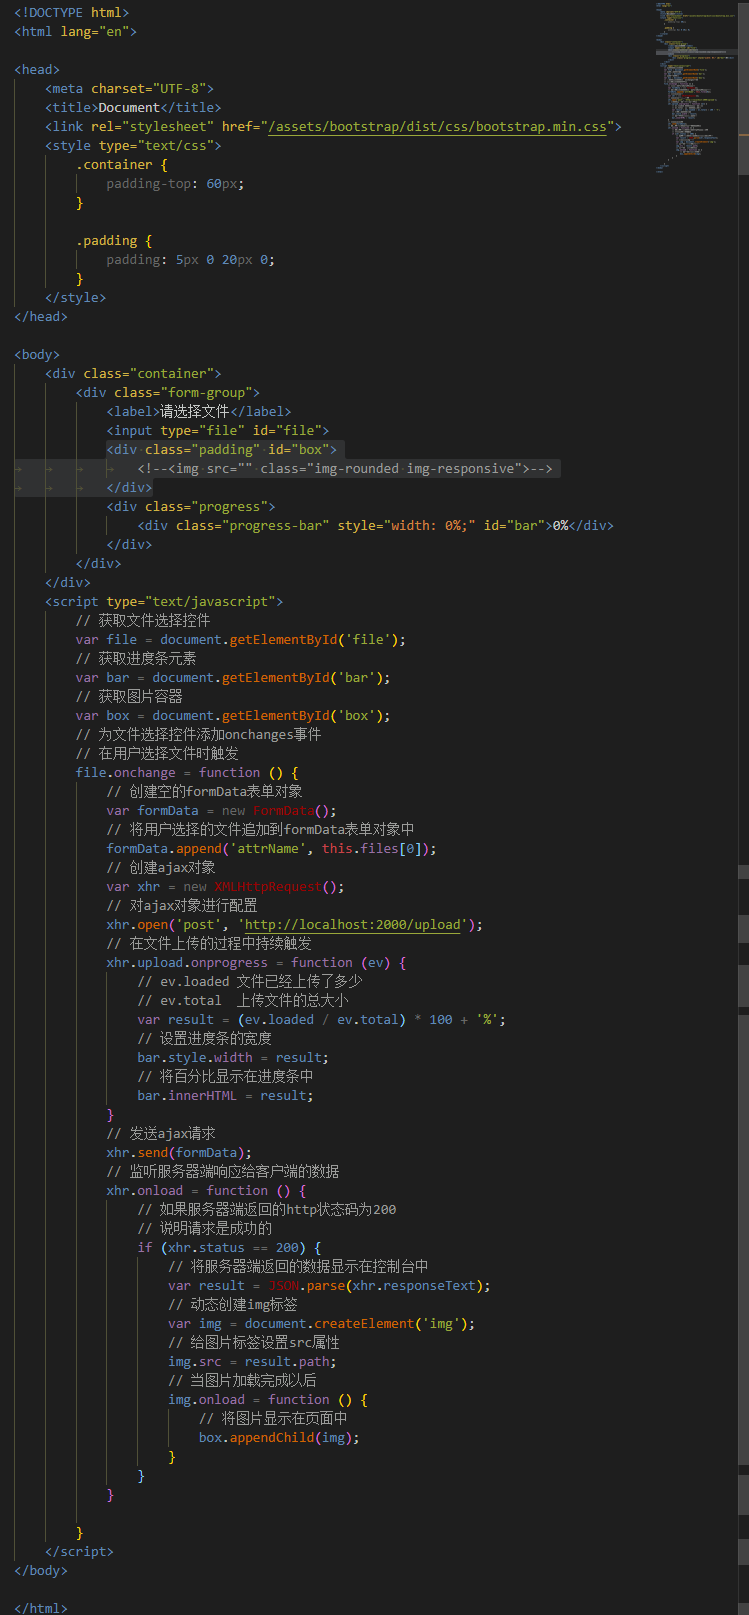 <!DOCTYPE html>
<html lang="en">
<head>
<meta charset="UTF-8">
<title>Document</title>
<link rel="stylesheet" href="/assets/bootstrap/dist/css/bootstrap.min.css">
<style type="text/css">
.container {
padding-top: 60px;
}
.padding {
padding: 5px 0 20px 0;
}
</style>
</head>
<body>
<div class="container">
<div class="form-group">
<label>请选择文件</label>
<input type="file" id="file">
<div class="padding" id="box">
<!--<img src="" class="img-rounded img-responsive">-->
</div>
<div class="progress">
<div class="progress-bar" style="width: 0%;" id="bar">0%</div>
</div>
</div>
</div>
<script type="text/javascript">
// 获取文件选择控件
var file = document.getElementById('file');
// 获取进度条元素
var bar = document.getElementById('bar');
// 获取图片容器
var box = document.getElementById('box');
// 为文件选择控件添加onchanges事件
// 在用户选择文件时触发
file.onchange = function () {
// 创建空的formData表单对象
var formData = new FormData();
// 将用户选择的文件追加到formData表单对象中
formData.append('attrName', this.files[0]);
// 创建ajax对象
var xhr = new XMLHttpRequest();
// 对ajax对象进行配置
xhr.open('post', 'http://localhost:2000/upload');
// 在文件上传的过程中持续触发
xhr.upload.onprogress = function (ev) {
// ev.loaded 文件已经上传了多少
// ev.total  上传文件的总大小
var result = (ev.loaded / ev.total) * 100 + '%';
// 设置进度条的宽度
bar.style.width = result;
// 将百分比显示在进度条中
bar.innerHTML = result;
}
// 发送ajax请求
xhr.send(formData);
// 监听服务器端响应给客户端的数据
xhr.onload = function () {
// 如果服务器端返回的http状态码为200
// 说明请求是成功的
if (xhr.status == 200) {
// 将服务器端返回的数据显示在控制台中
var result = JSON.parse(xhr.responseText);
// 动态创建img标签
var img = document.createElement('img');
// 给图片标签设置src属性
img.src = result.path;
// 当图片加载完成以后
img.onload = function () {
// 将图片显示在页面中
box.appendChild(img);
}
}
}
}
</script>
</body>
</html>